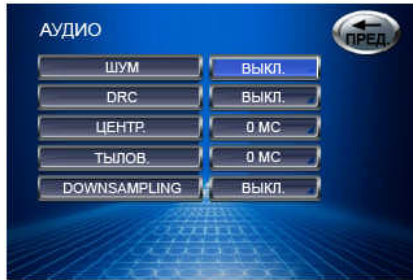 АУДИО
ПРЕД.
ШУМ ВЫКЛ.
DRC ВЫКЛ.
ЦЕНТР. 0 МС
ТЫЛОВ. 0 МС
DOWNSAMPLING ВЫКЛ.